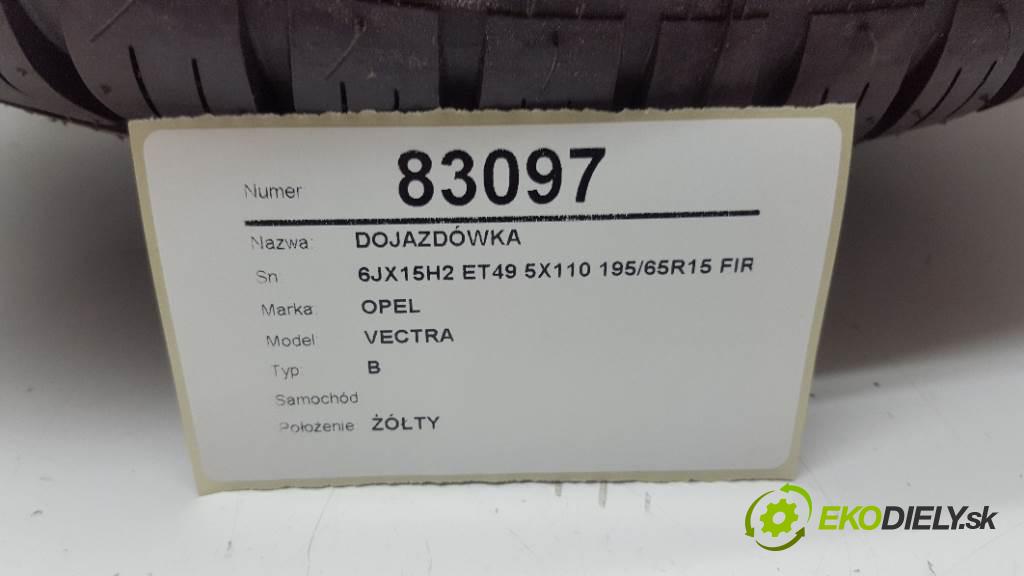 Numer 83097
Nazwa: DOJAZDÓWKA
Sn: 6JX15H2 ET49 5X110 195/65R15 FIR
Marka: OPEL
Model: VECTRA
Typ: B
Samochód
Położenie ŻÓŁTY
EKODIELY.sk